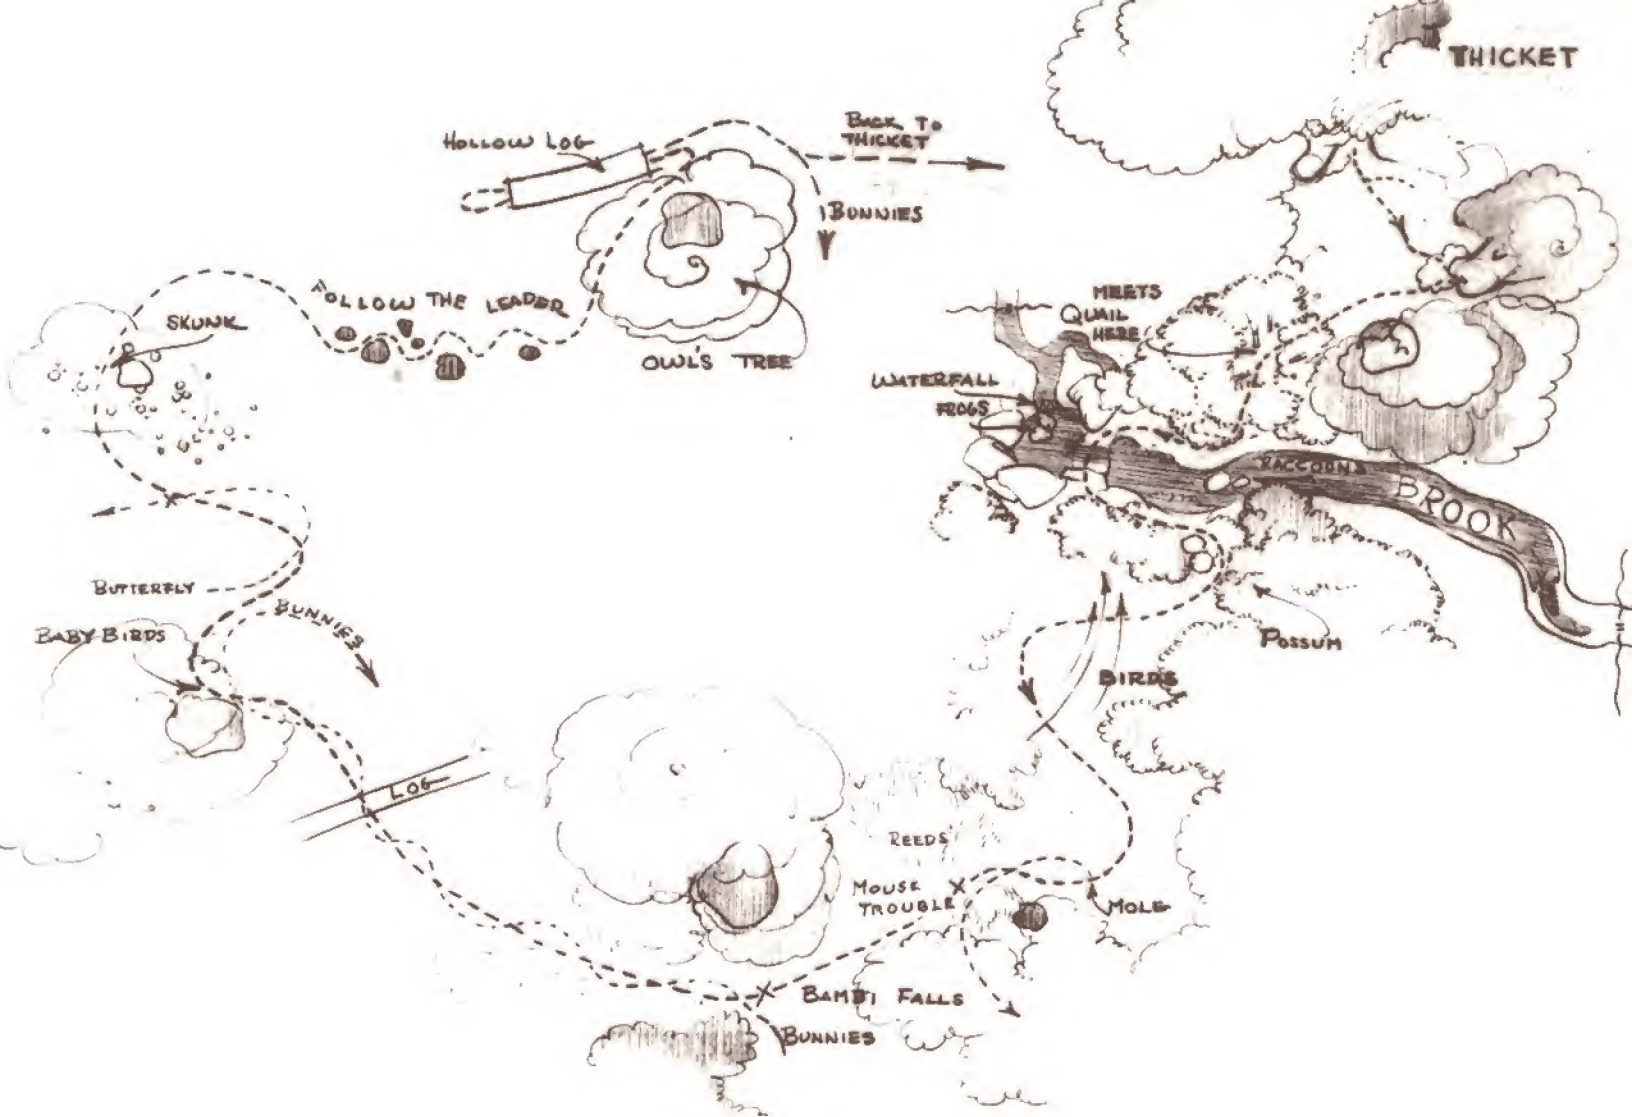 THICKET
BACK TO
THICKET
HOLLOW LOG
BUNNIES
FOLLOW THE LEADER
SKUNK
OWL'S TREE
MEETS
QUAIL
HERE
WATERFALL
FROGS
RACCOONS
BROOK
BUTTERFLY
BUNNIES
BABY BIRDS
POSSUM
BIRDS
LOG
REEDS
MOUSE
TROUBLE
MOLE
BAMBI FALLS
BUNNIES